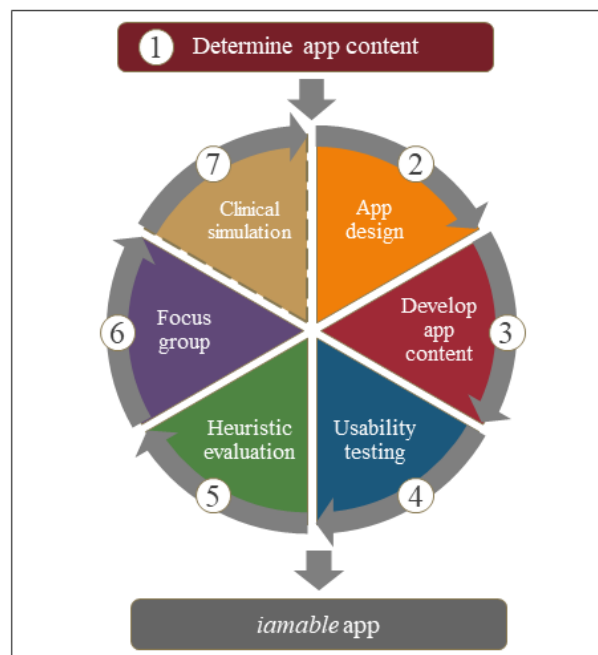 1 Determine app content
2
App
design
3
Develop
app
content
4
Usability
testing
5
Heuristic
evaluation
6
Focus
group
7
Clinical
simulation
iamable app